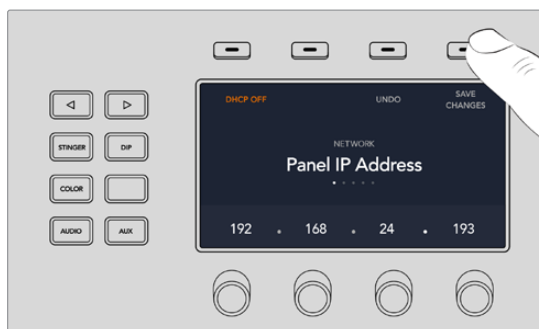 DHCP OFF
UNDO
SAVE
CHANGES
NETWORK
Panel IP Address
192 . 168 . 24 . 193
◁ ▷
STINGER DIP
COLOR
AUDIO AUX